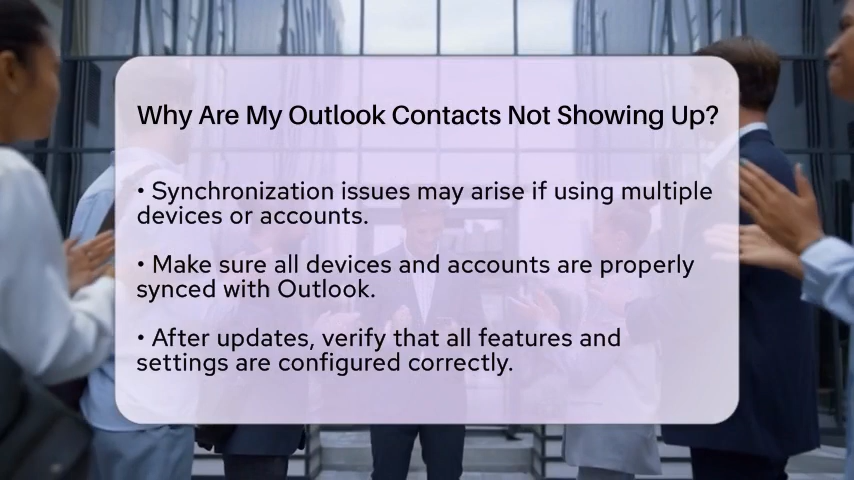 Why Are My Outlook Contacts Not Showing Up?
• Synchronization issues may arise if using multiple
devices or accounts.
• Make sure all devices and accounts are properly
synced with Outlook.
• After updates, verify that all features and
settings are configured correctly.